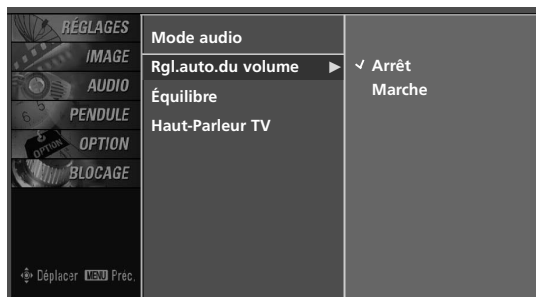 RÉGLAGES
IMAGE
AUDIO
PENDULE
OPTION
BLOCAGE
Déplacer MENU Préc.
Mode audio
Rgl.auto.du volume ▶
Équilibre
Haut-Parleur TV
✓ Arrêt
Marche